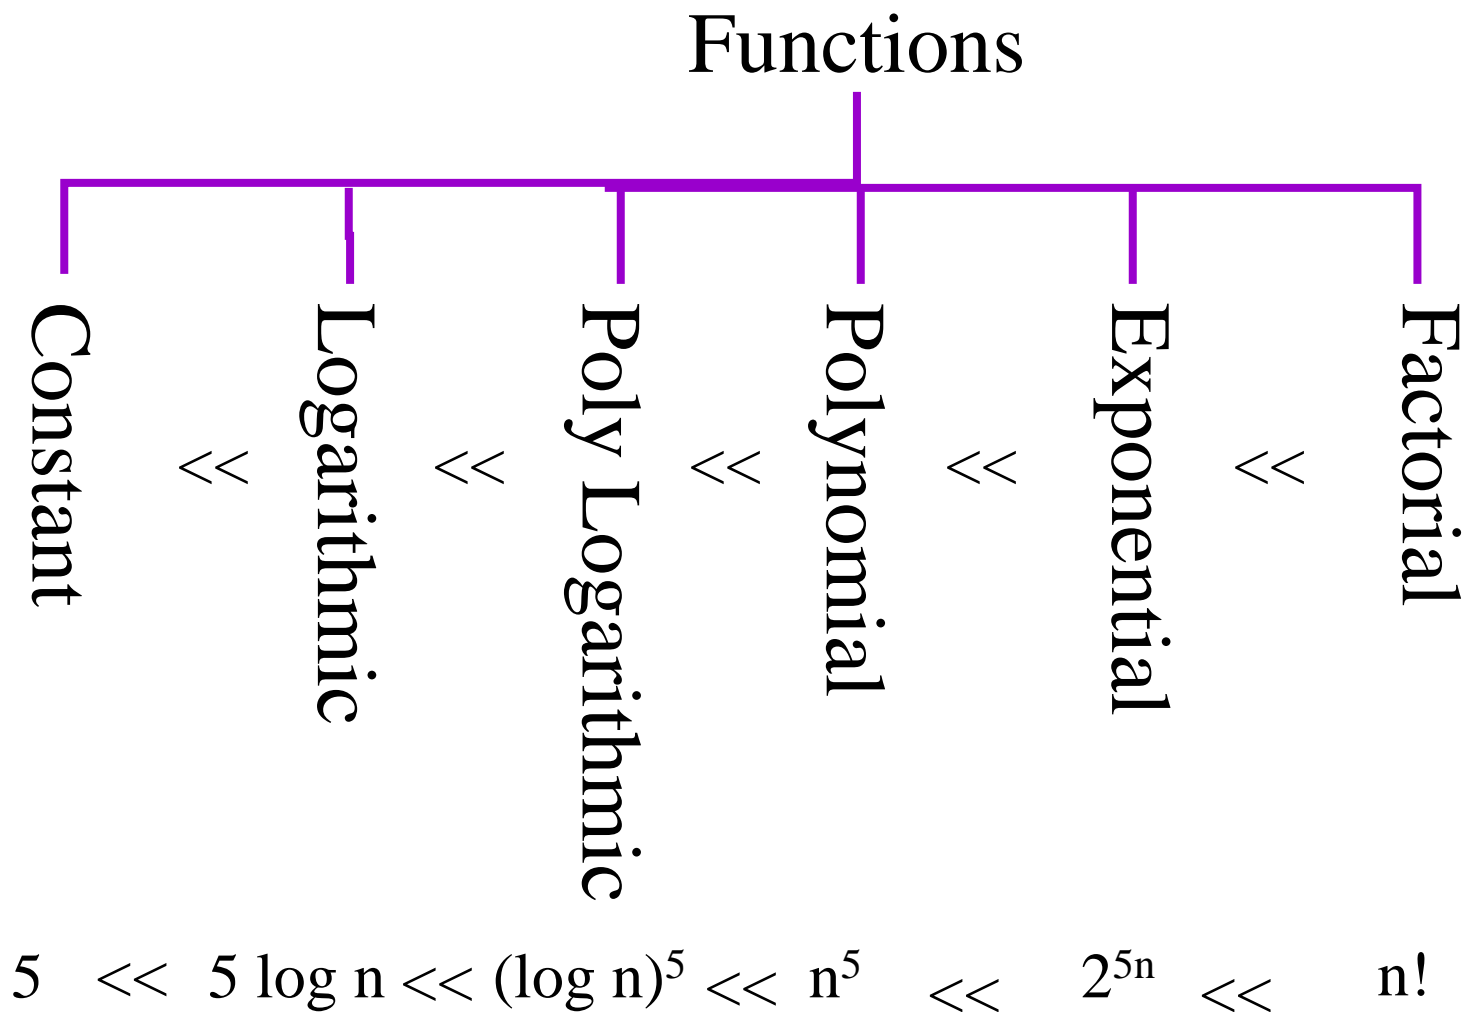 Functions
Constant << Logarithmic << Poly Logarithmic << Polynomial << Exponential << Factorial
5 << 5 log n << (log n)⁵ << n⁵ << 2⁵ⁿ << n!